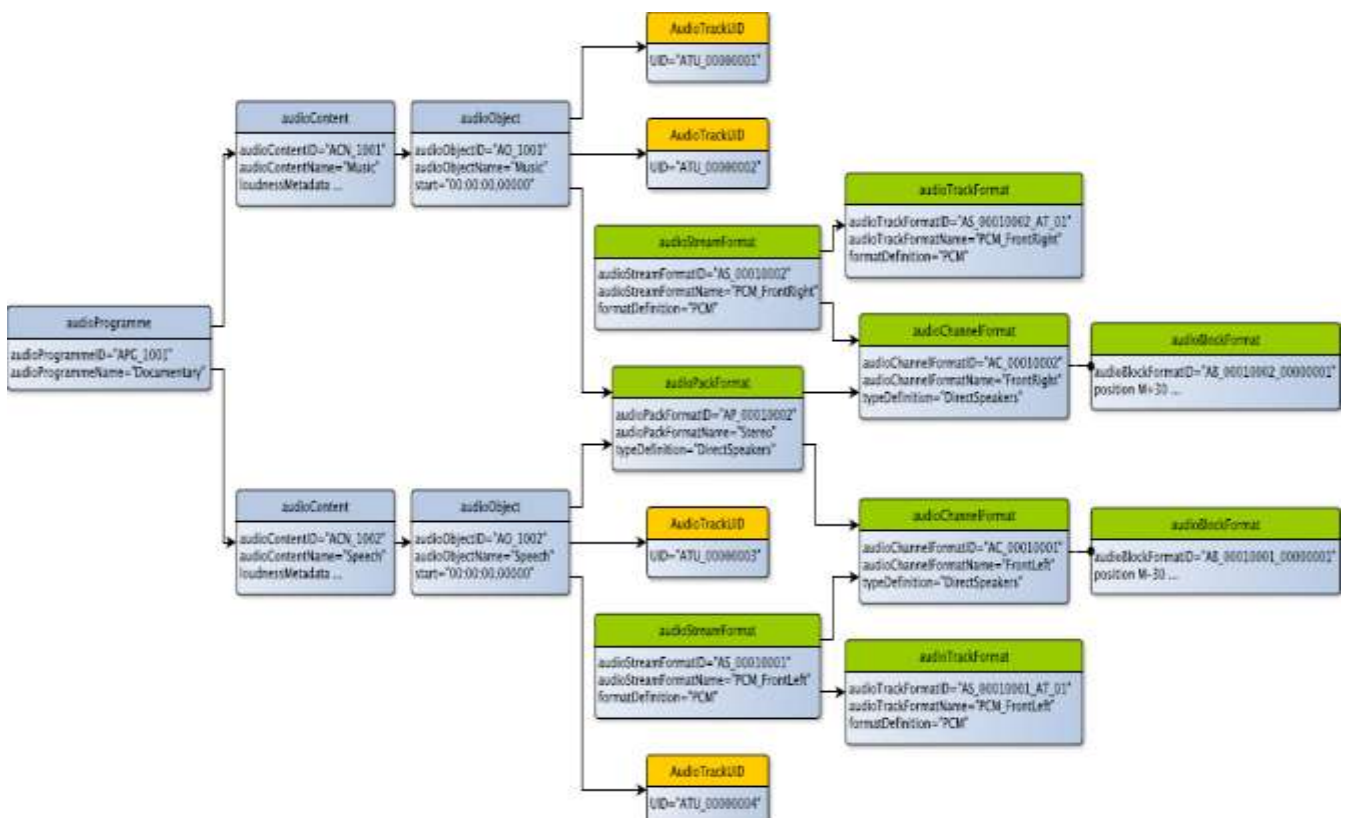 AudioTrackUID
UID="ATU_00000001"
audioContent
audioContentID="ACN_1001"
audioContentName="Music"
loudnessMetadata ...
audioObject
audioObjectID="AO_1001"
audioObjectName="Music"
start="00:00:00.00000"
AudioTrackUID
UID="ATU_00000002"
audioTrackFormat
audioTrackFormatID="AS_00010002_AT_01"
audioTrackFormatName="PCM_FrontRight"
formatDefinition="PCM"
audioStreamFormat
audioStreamFormatID="AS_00010002"
audioStreamFormatName="PCM_FrontRight"
formatDefinition="PCM"
audioProgramme
audioProgrammeID="APG_1001"
audioProgrammeName="Documentary"
audioChannelFormat
audioChannelFormatID="AC_00010002"
audioChannelFormatName="FrontRight"
typeDefinition="DirectSpeakers"
audioBlockFormat
audioBlockFormatID="AB_00010002_00000001"
position M+30 ...
audioPackFormat
audioPackFormatID="AP_00010002"
audioPackFormatName="Stereo"
typeDefinition="DirectSpeakers"
audioContent
audioContentID="ACN_1002"
audioContentName="Speech"
loudnessMetadata ...
audioObject
audioObjectID="AO_1002"
audioObjectName="Speech"
start="00:00:00.00000"
AudioTrackUID
UID="ATU_00000003"
audioChannelFormat
audioChannelFormatID="AC_00010001"
audioChannelFormatName="FrontLeft"
typeDefinition="DirectSpeakers"
audioBlockFormat
audioBlockFormatID="AB_00010001_00000001"
position M-30 ...
audioStreamFormat
audioStreamFormatID="AS_00010001"
audioStreamFormatName="PCM_FrontLeft"
formatDefinition="PCM"
audioTrackFormat
audioTrackFormatID="AS_00010001_AT_01"
audioTrackFormatName="PCM_FrontLeft"
formatDefinition="PCM"
AudioTrackUID
UID="ATU_00000004"